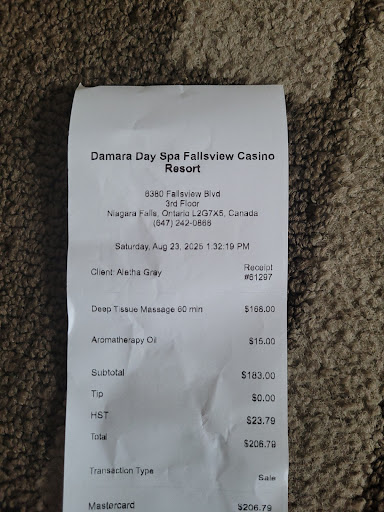 Damara Day Spa Fallsview Casino
Resort
6380 Fallsview Blvd
3rd Floor
Niagara Falls, Ontario L2G7X5, Canada
(647) 242-0866
Saturday, Aug 23, 2025 1:32:19 PM
Client: Aletha Gray
Receipt
#61297
Deep Tissue Massage 60 min $168.00
Aromatherapy Oil $15.00
Subtotal $183.00
Tip $0.00
HST $23.79
Total $206.79
Transaction Type Sale
Mastercard $206.79